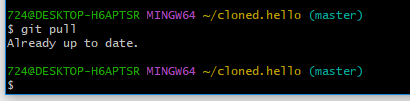 724@DESKTOP-H6APTSR MINGW64 ~/cloned.hello (master)
$ git pull
Already up to date.
724@DESKTOP-H6APTSR MINGW64 ~/cloned.hello (master)
$